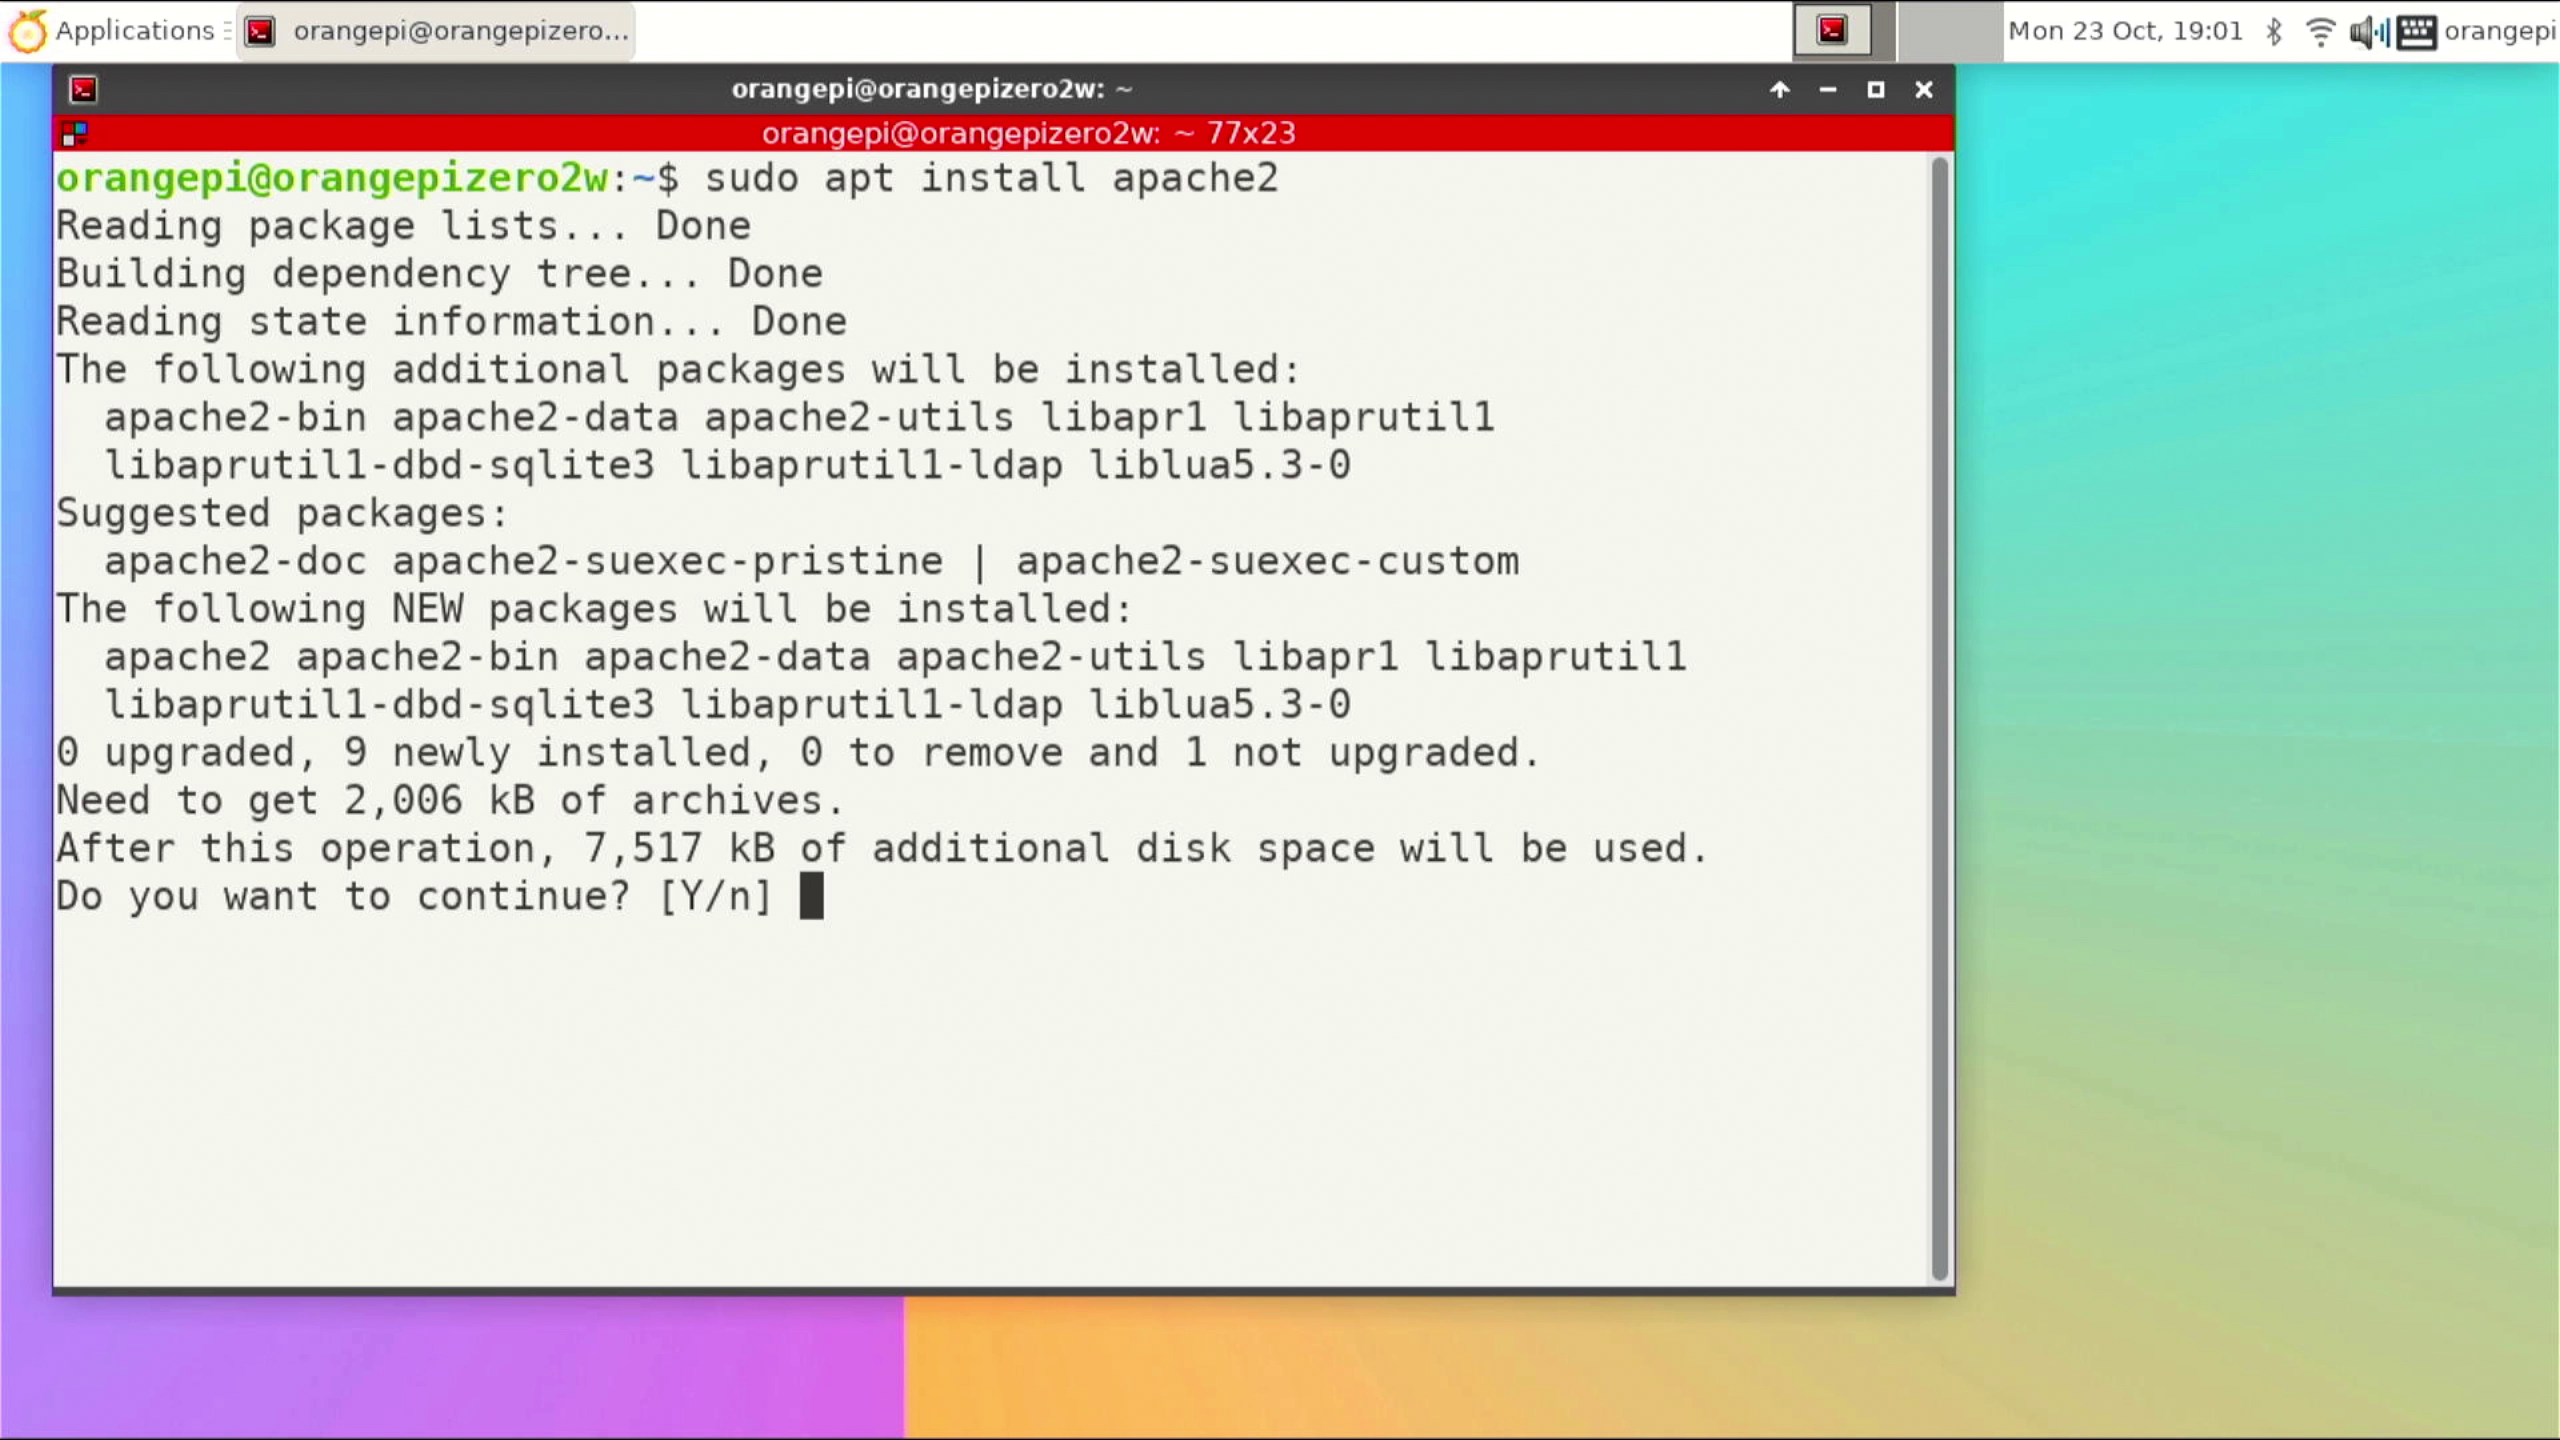 Applications orangepi@orangepizero... Mon 23 Oct, 19:01 orangepi
orangepi@orangepizero2w: ~
orangepi@orangepizero2w: ~ 77x23
orangepi@orangepizero2w:~$ sudo apt install apache2
Reading package lists... Done
Building dependency tree... Done
Reading state information... Done
The following additional packages will be installed:
  apache2-bin apache2-data apache2-utils libapr1 libaprutil1
  libaprutil1-dbd-sqlite3 libaprutil1-ldap liblua5.3-0
Suggested packages:
  apache2-doc apache2-suexec-pristine | apache2-suexec-custom
The following NEW packages will be installed:
  apache2 apache2-bin apache2-data apache2-utils libapr1 libaprutil1
  libaprutil1-dbd-sqlite3 libaprutil1-ldap liblua5.3-0
0 upgraded, 9 newly installed, 0 to remove and 1 not upgraded.
Need to get 2,006 kB of archives.
After this operation, 7,517 kB of additional disk space will be used.
Do you want to continue? [Y/n]